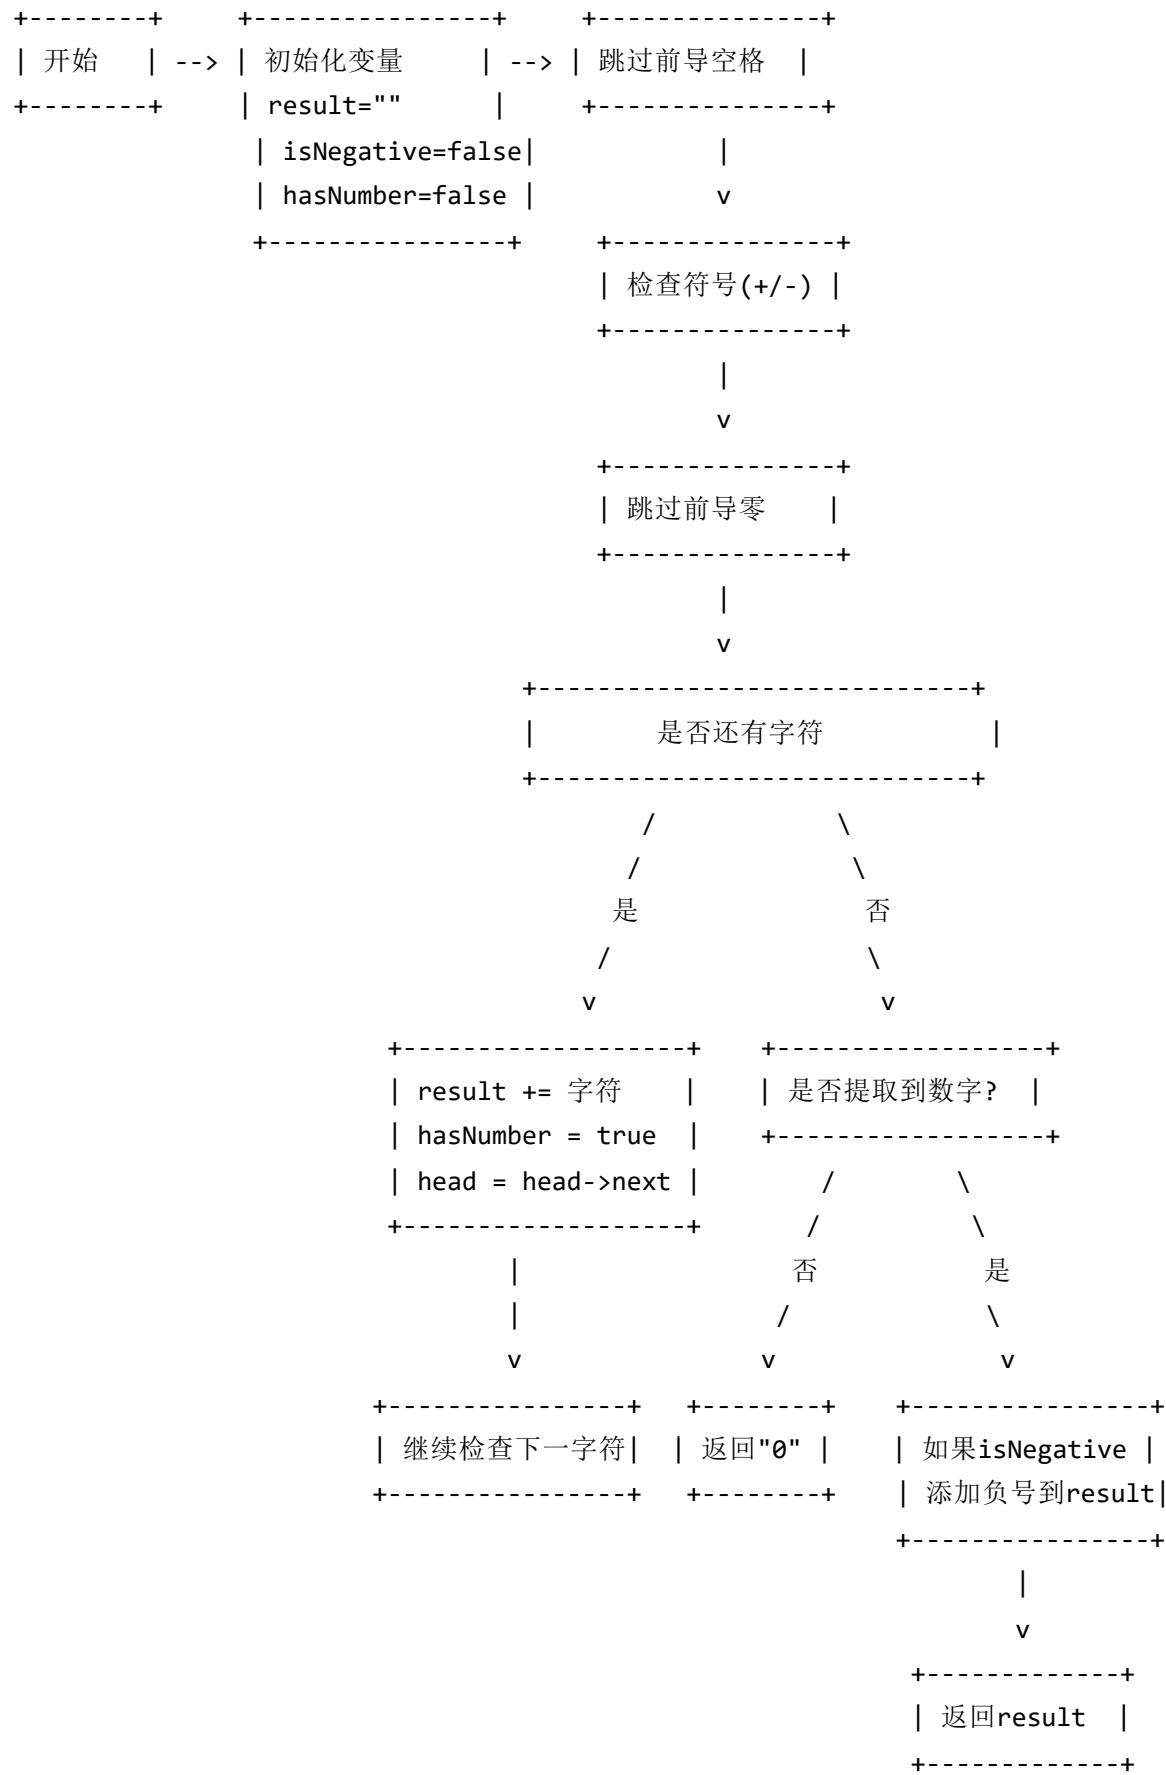 +--------+     +----------------+     +---------------+
| 开始   | --> | 初始化变量     | --> | 跳过前导空格  |
+--------+     | result=""      |     +---------------+
                | isNegative=false|             |
                | hasNumber=false |             v
                +----------------+     +---------------+
                                       | 检查符号(+/-) |
                                       +---------------+
                                               |
                                               v
                                       +---------------+
                                       | 跳过前导零    |
                                       +---------------+
                                               |
                                               v
                                  +-----------------------------+
                                  |        是否还有字符           |
                                  +-----------------------------+
                                          /            \
                                         /              \
                                        是               否
                                       /                 \
                                      v                   v
                         +-------------------+    +------------------+
                         | result += 字符    |    | 是否提取到数字?  |
                         | hasNumber = true  |    +------------------+
                         | head = head->next |        /        \
                         +-------------------+       /          \
                                 |                  否           是
                                 |                 /             \
                                 v                v               v
                        +----------------+   +--------+    +----------------+
                        | 继续检查下一字符|  | 返回"0" |    | 如果isNegative |
                        +----------------+   +--------+    | 添加负号到result|
                                                           +----------------+
                                                                   |
                                                                   v
                                                            +-------------+
                                                            | 返回result  |
                                                            +-------------+